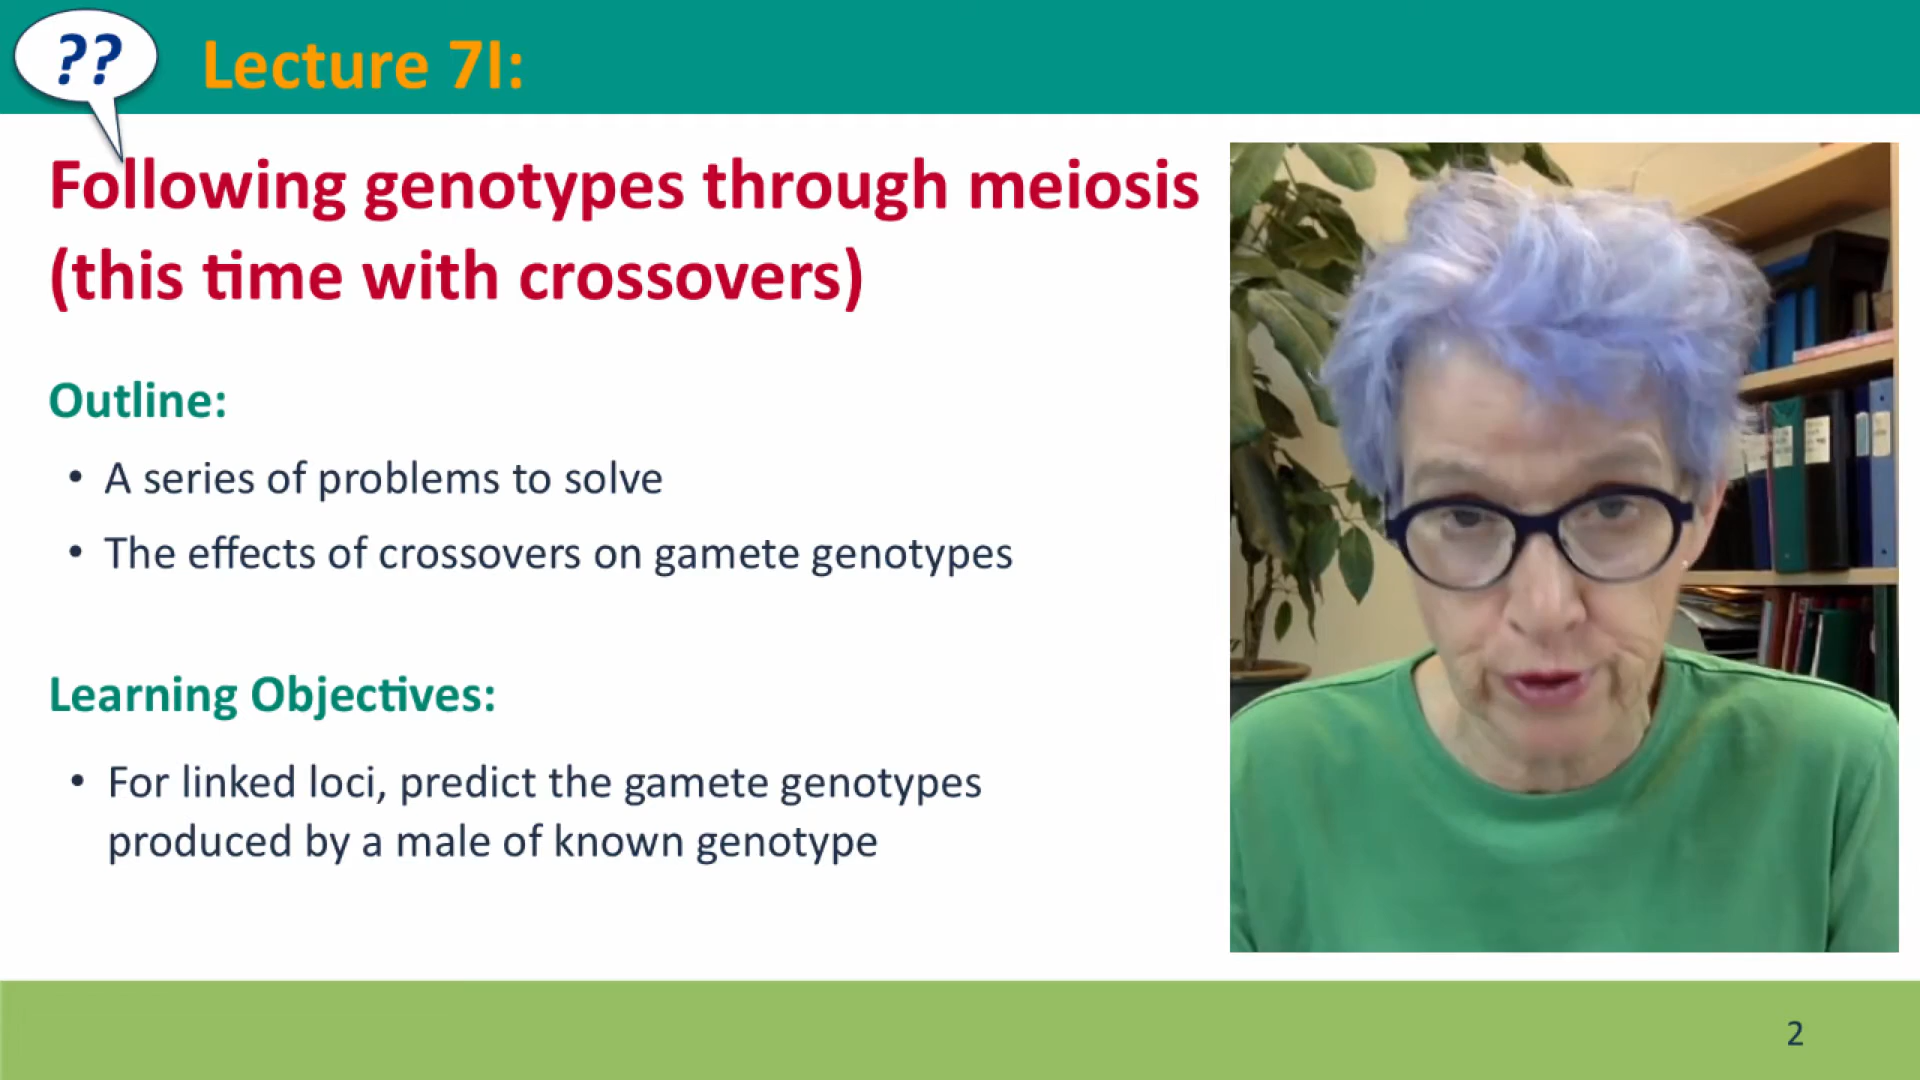 ??
Lecture 7I:
Following genotypes through meiosis
(this time with crossovers)
Outline:
• A series of problems to solve
• The effects of crossovers on gamete genotypes
Learning Objectives:
• For linked loci, predict the gamete genotypes
produced by a male of known genotype
2